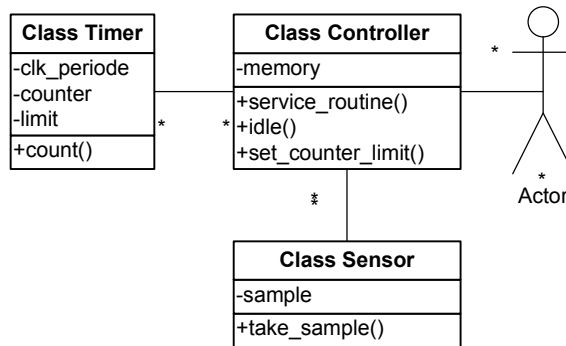 Class Timer
-clk_periode
-counter
-limit
+count()
Class Controller
-memory
+service_routine()
+idle()
+set_counter_limit()
*
*
*
*
Actor
*
*
Class Sensor
-sample
+take_sample()